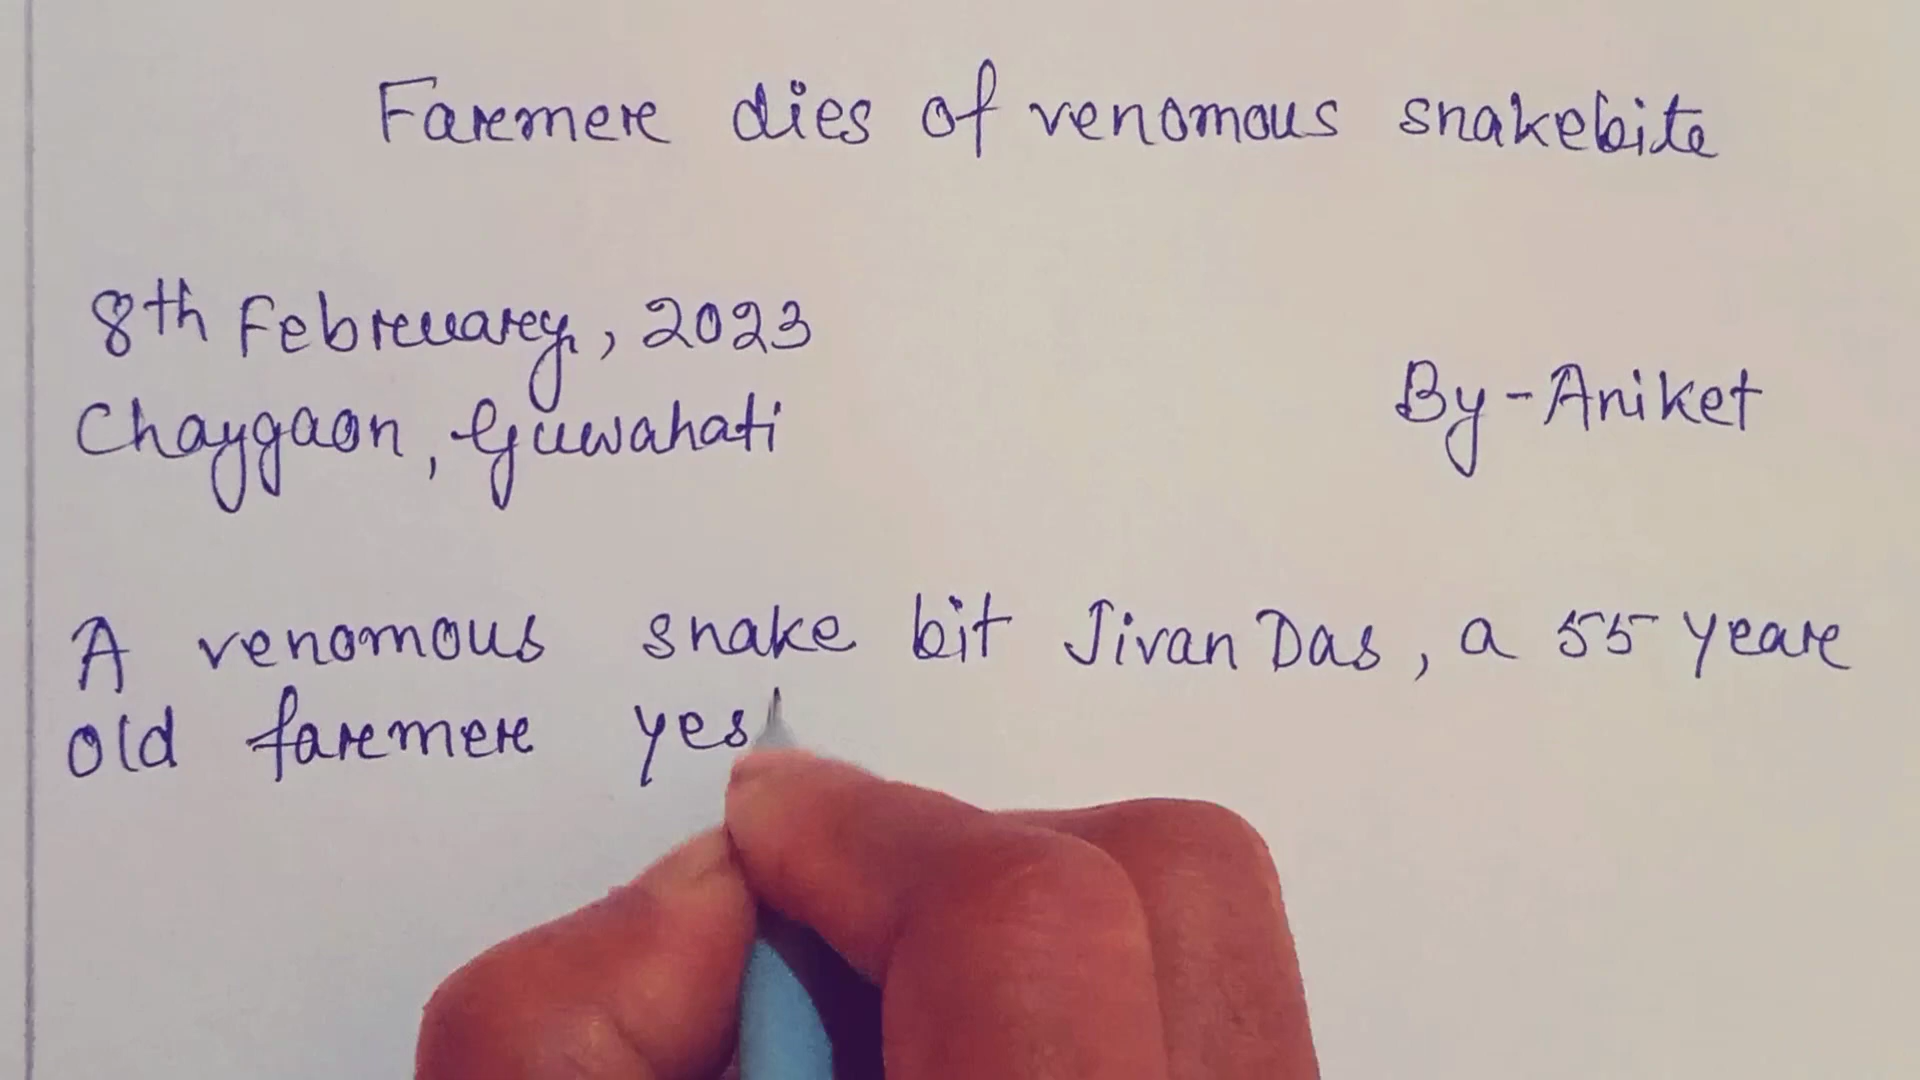 Farmer dies of venomous snakebite
8th February, 2023
Chaygaon, Guwahati
By-Aniket
A venomous snake bit Jivan Das, a 55 year
old farmer yes